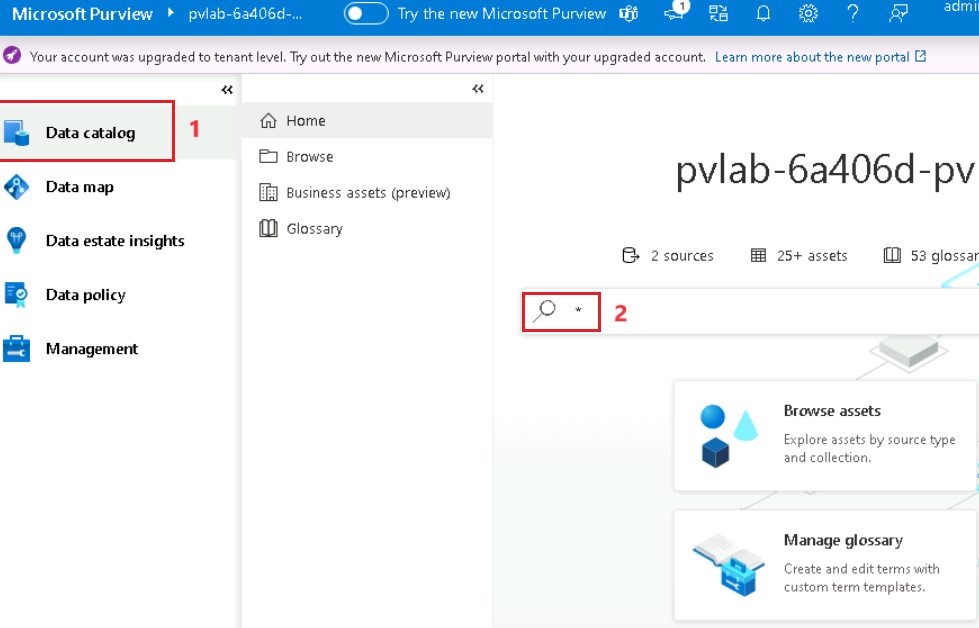 Microsoft Purview pvlab-6a406d-... Try the new Microsoft Purview 1
Your account was upgraded to tenant level. Try out the new Microsoft Purview portal with your upgraded account. Learn more about the new portal
Data catalog 1
Data map
Data estate insights
Data policy
Management
Home
Browse
Business assets (preview)
Glossary
pvlab-6a406d-pv
2 sources 25+ assets 53
* 2
Browse assets
Explore assets by source type
and collection.
Manage glossary
Create and edit terms with
custom term templates.